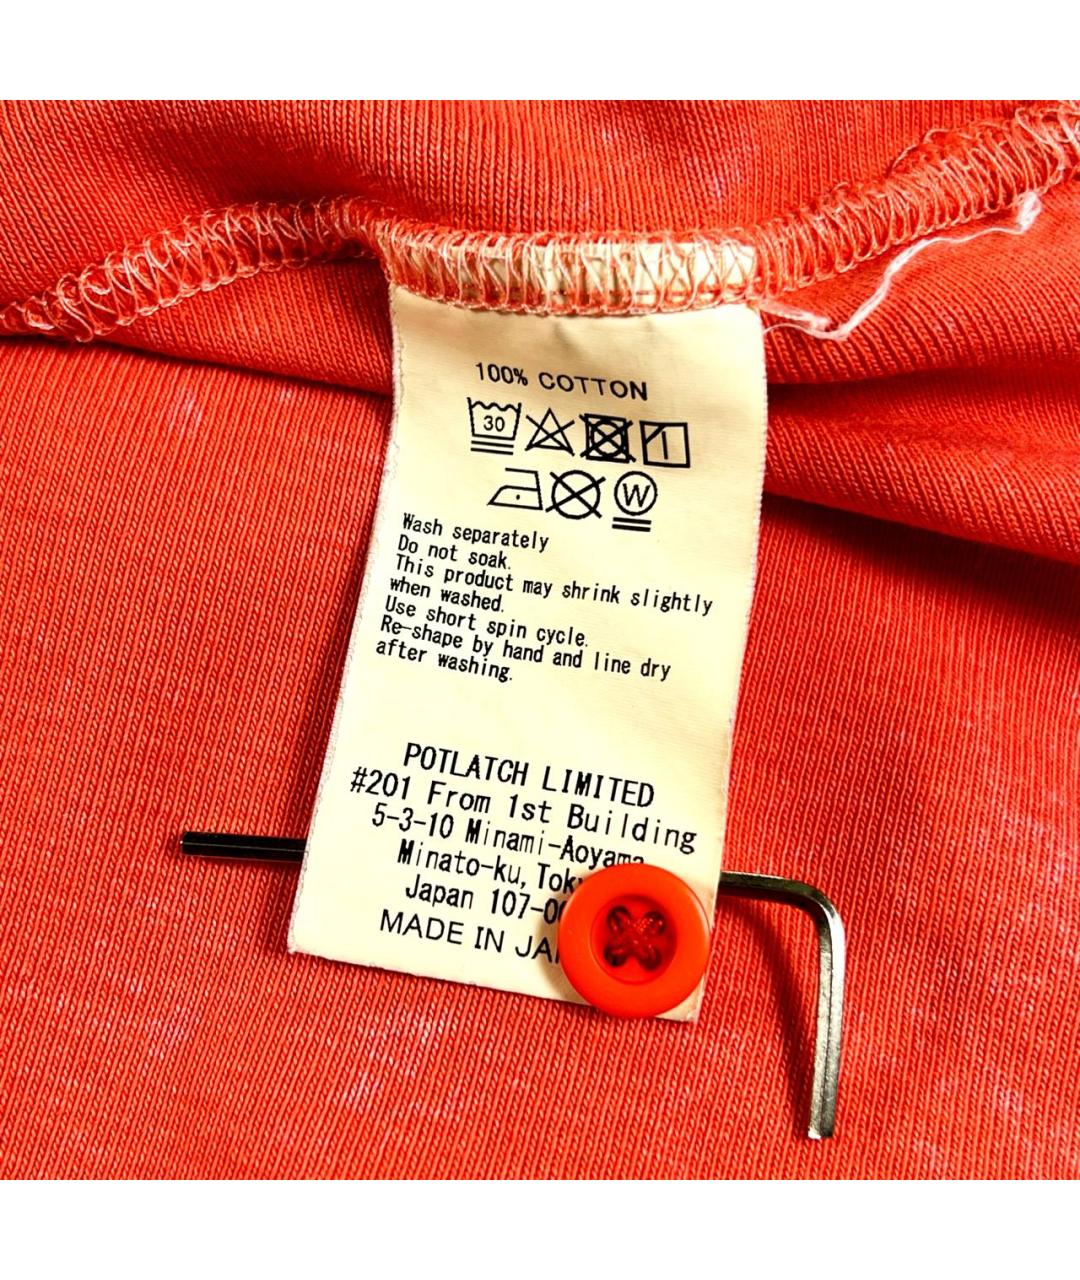 100% COTTON
30
W
Wash separately
Do not soak.
This product may shrink slightly
when washed.
Use short spin cycle.
Re-shape by hand and line dry
after washing.
POTLATCH LIMITED
#201 From 1st Building
5-3-10 Minami-Aoyama
Minato-ku,
Japan
MADE IN